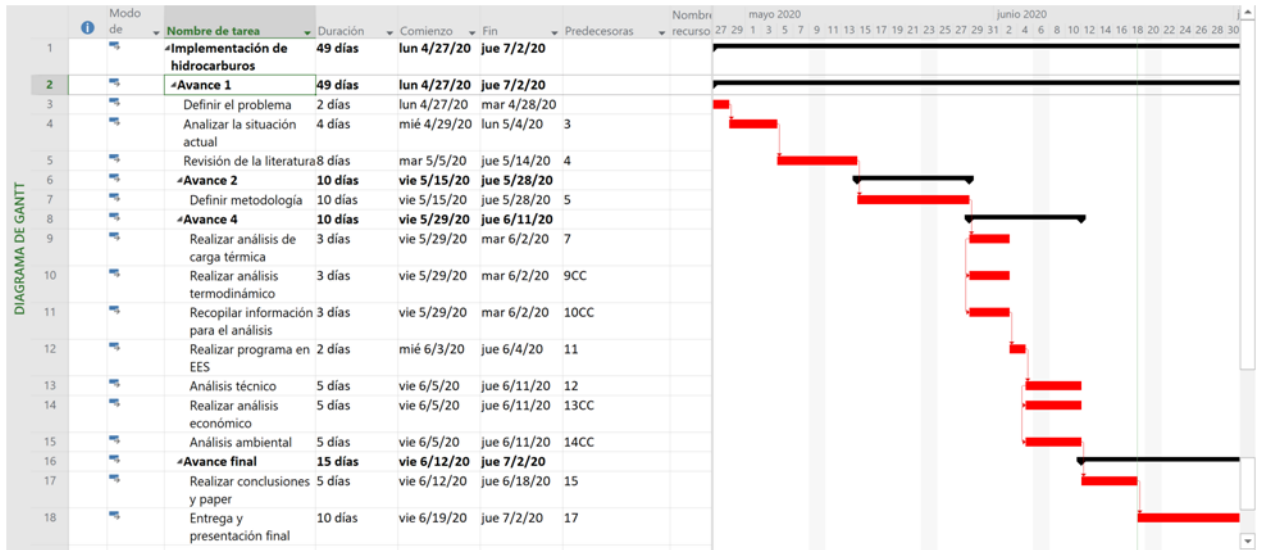 DIAGRAMA DE GANTT
Modo de Nombre de tarea Duración Comienzo Fin Predecesoras Nombre recurso
mayo 2020 junio 2020
27 29 1 3 5 7 9 11 13 15 17 19 21 23 25 27 29 31 2 4 6 8 10 12 14 16 18 20 22 24 26 28 30
1 Implementación de 49 días lun 4/27/20 jue 7/2/20
hidrocarburos
2 Avance 1 49 días lun 4/27/20 jue 7/2/20
3 Definir el problema 2 días lun 4/27/20 mar 4/28/20
4 Analizar la situación 4 días mié 4/29/20 lun 5/4/20 3
actual
5 Revisión de la literatura 8 días mar 5/5/20 jue 5/14/20 4
6 Avance 2 10 días vie 5/15/20 jue 5/28/20
7 Definir metodología 10 días vie 5/15/20 jue 5/28/20 5
8 Avance 4 10 días vie 5/29/20 jue 6/11/20
9 Realizar análisis de 3 días vie 5/29/20 mar 6/2/20 7
carga térmica
10 Realizar análisis 3 días vie 5/29/20 mar 6/2/20 9CC
termodinámico
11 Recopilar información 3 días vie 5/29/20 mar 6/2/20 10CC
para el análisis
12 Realizar programa en 2 días mié 6/3/20 jue 6/4/20 11
EES
13 Análisis técnico 5 días vie 6/5/20 jue 6/11/20 12
14 Realizar análisis 5 días vie 6/5/20 jue 6/11/20 13CC
económico
15 Análisis ambiental 5 días vie 6/5/20 jue 6/11/20 14CC
16 Avance final 15 días vie 6/12/20 jue 7/2/20
17 Realizar conclusiones 5 días vie 6/12/20 jue 6/18/20 15
y paper
18 Entrega y 10 días vie 6/19/20 jue 7/2/20 17
presentación final